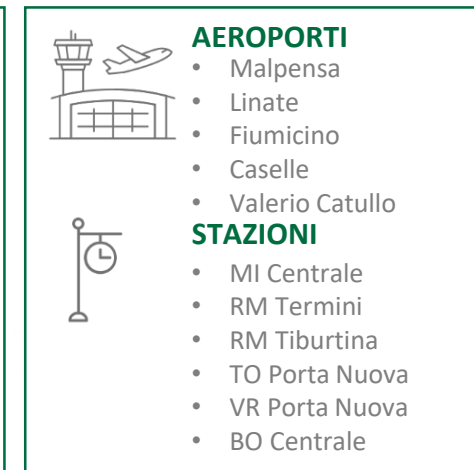 AEROPORTI
• Malpensa
• Linate
• Fiumicino
• Caselle
• Valerio Catullo
STAZIONI
• MI Centrale
• RM Termini
• RM Tiburtina
• TO Porta Nuova
• VR Porta Nuova
• BO Centrale